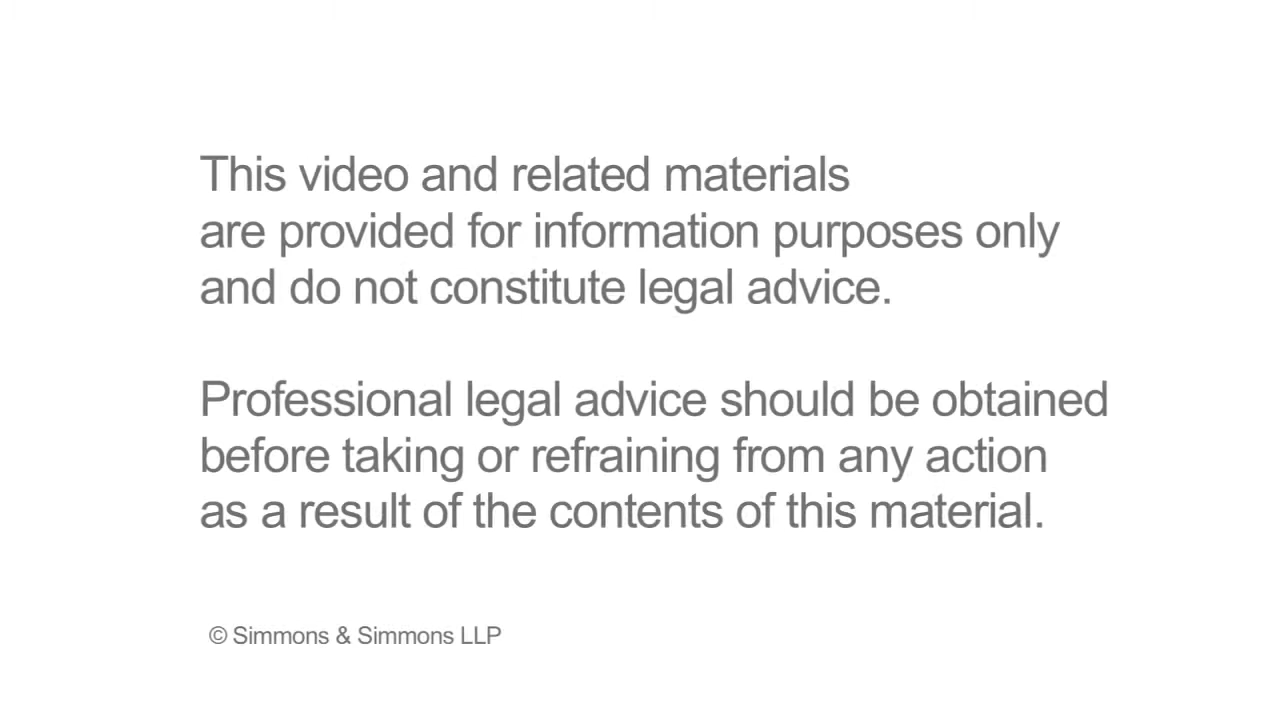 This video and related materials
are provided for information purposes only
and do not constitute legal advice.
Professional legal advice should be obtained
before taking or refraining from any action
as a result of the contents of this material.
© Simmons & Simmons LLP